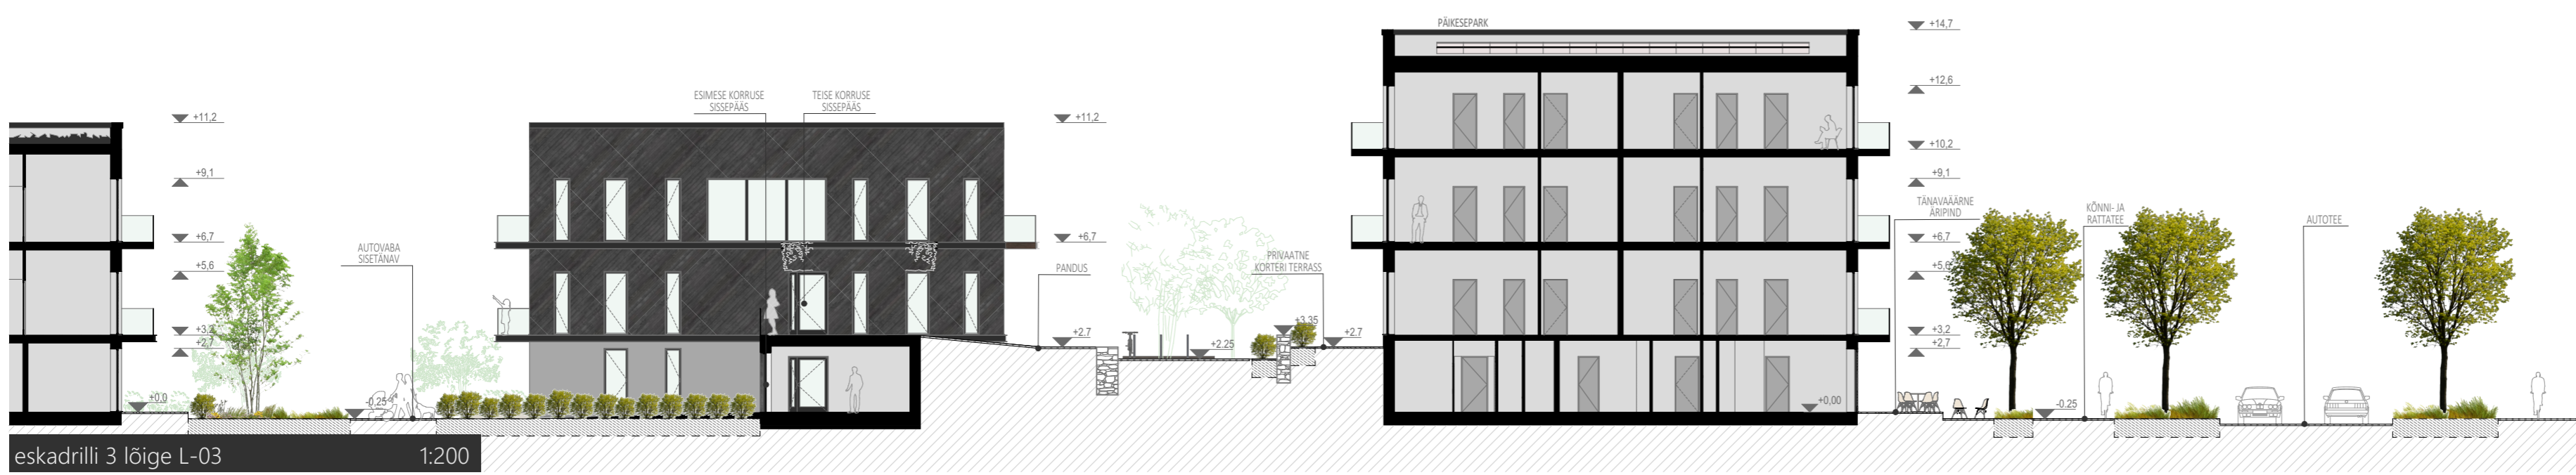 PÄIKESEPARK
+14,7
+12,6
ESIMESE KORRUSE
SISSEPÄÄS
TEISE KORRUSE
SISSEPÄÄS
+11,2
+11,2
+10,2
+9,1
+9,1
TÄNAVAÄÄRNE
ÄRIPIND
KÕNNI- JA
RATTATEE
AUTOTEE
+6,7
+6,7
+6,7
AUTOVABA
SISETÄNAV
PRIVAATNE
KORTERI TERRASS
PANDUS
+5,6
+5,6
+3,2
+2,7
+2.7
+2.25
+3.35
+2.7
+3,2
+2,7
+0,0
-0.25
+0,00
-0.25
eskadrilli 3 lõige L-03
1:200